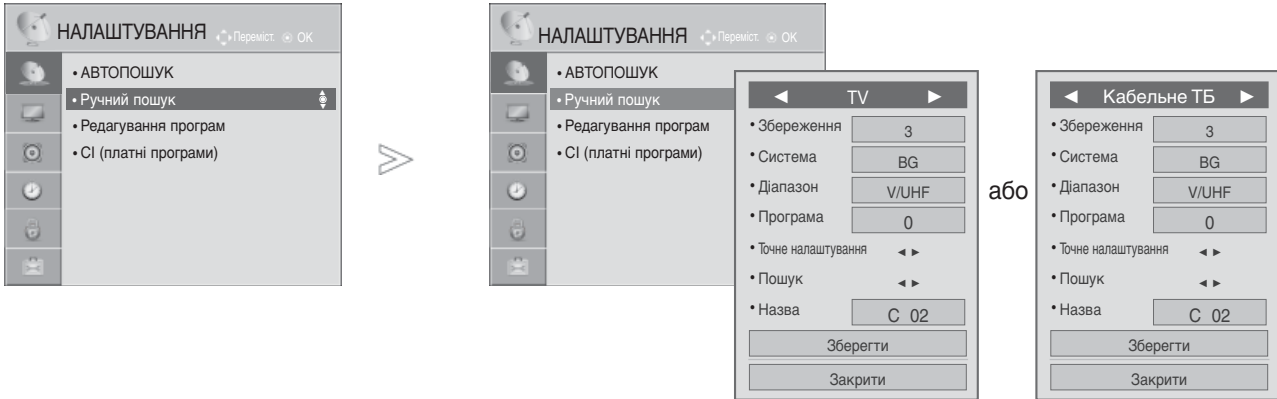 НАЛАШТУВАННЯ Переміст. OK
• АВТОПОШУК
• Ручний пошук
• Редагування програм
• CI (платні програми)
НАЛАШТУВАННЯ Переміст. OK
• АВТОПОШУК
• Ручний пошук
• Редагування програм
• CI (платні програми)
◄ TV ►
• Збереження 3
• Система BG
• Діапазон V/UHF
• Програма 0
• Точне налаштування ◄ ►
• Пошук ◄ ►
• Назва C 02
Зберегти
Закрити
або
◄ Кабельне ТБ ►
• Збереження 3
• Система BG
• Діапазон V/UHF
• Програма 0
• Точне налаштування ◄ ►
• Пошук ◄ ►
• Назва C 02
Зберегти
Закрити